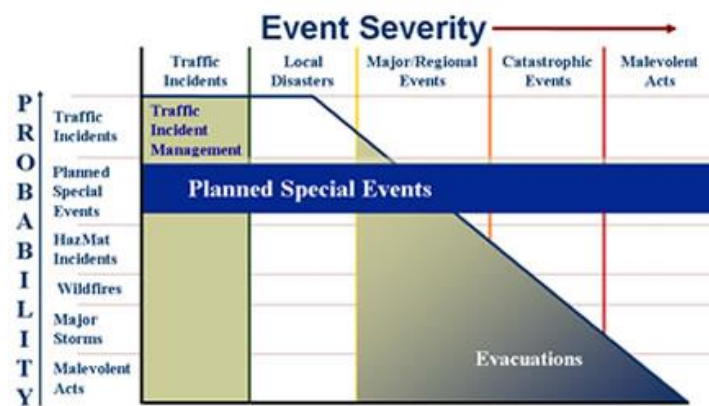 Event Severity
Traffic
Incidents
Local
Disasters
Major/Regional
Events
Catastrophic
Events
Malevolent
Acts
PROBABILITY
Traffic
Incidents
Planned
Special
Events
HazMat
Incidents
Wildfires
Major
Storms
Malevolent
Acts
Traffic
Incident
Management
Planned Special Events
Evacuations